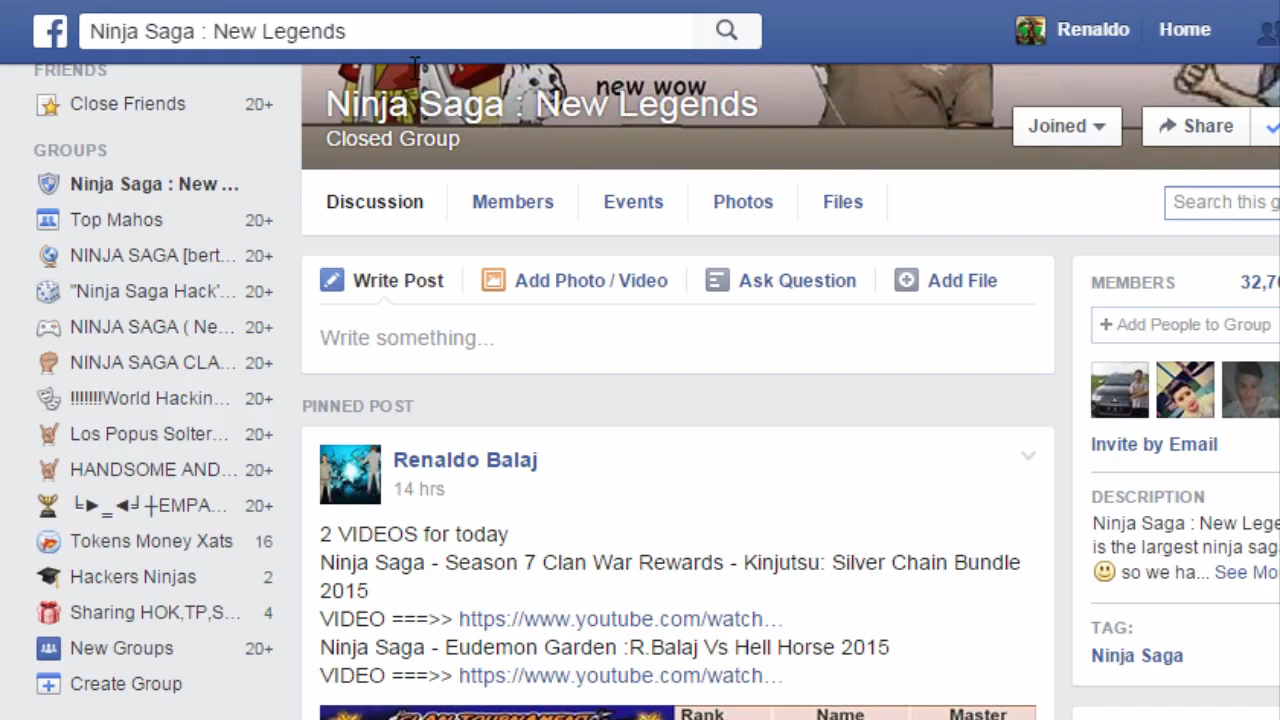 Ninja Saga : New Legends
Renaldo
Home
FRIENDS
Close Friends 20+
GROUPS
Ninja Saga : New ...
Top Mahos 20+
NINJA SAGA [bert... 20+
"Ninja Saga Hack'... 20+
NINJA SAGA ( Ne... 20+
NINJA SAGA CLA... 20+
!!!!!!!World Hackin... 20+
Los Popus Solter... 20+
HANDSOME AND... 20+
╚►_◄╝┼EMPA... 20+
Tokens Money Xats 16
Hackers Ninjas 2
Sharing HOK,TP,S... 4
New Groups 20+
Create Group
new wow
Ninja Saga : New Legends
Closed Group
Joined
Share
Discussion Members Events Photos Files
Search this g
Write Post Add Photo / Video Ask Question Add File
Write something...
PINNED POST
Renaldo Balaj
14 hrs
2 VIDEOS for today
Ninja Saga - Season 7 Clan War Rewards - Kinjutsu: Silver Chain Bundle
2015
VIDEO ===>> https://www.youtube.com/watch...
Ninja Saga - Eudemon Garden :R.Balaj Vs Hell Horse 2015
VIDEO ===>> https://www.youtube.com/watch...
Rank Name Master
MEMBERS 32,7
+ Add People to Group
Invite by Email
DESCRIPTION
Ninja Saga : New Lege
is the largest ninja sag
so we ha... See Mo
TAG:
Ninja Saga